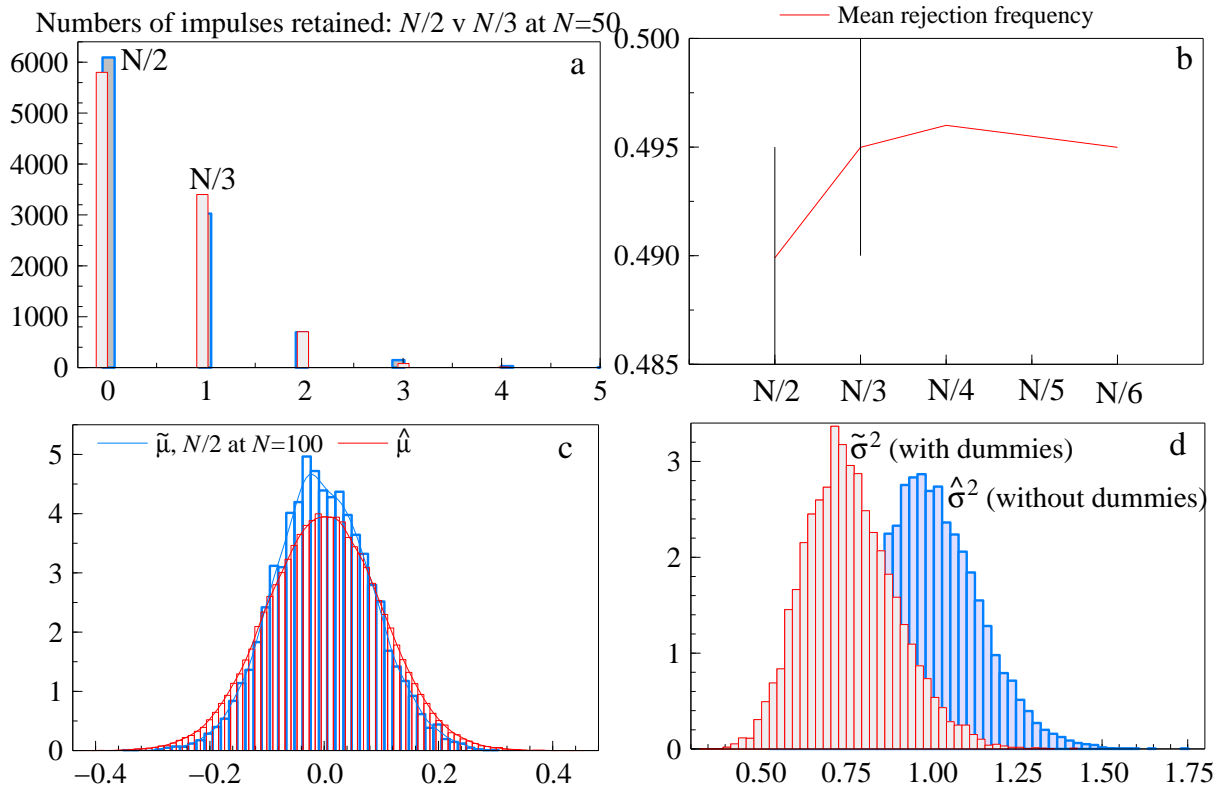 Numbers of impulses retained: N/2 v N/3 at N=50
6000
5000
4000
3000
2000
1000
0
N/2
N/3
a
0 1 2 3 4 5
Mean rejection frequency
0.500
0.495
0.490
0.485
b
N/2 N/3 N/4 N/5 N/6
μ̃, N/2 at N=100 μ̂
5
4
3
2
1
0
c
−0.4 −0.2 0.0 0.2 0.4
3
2
1
0
σ̃² (with dummies)
σ̂² (without dummies)
d
0.50 0.75 1.00 1.25 1.50 1.75